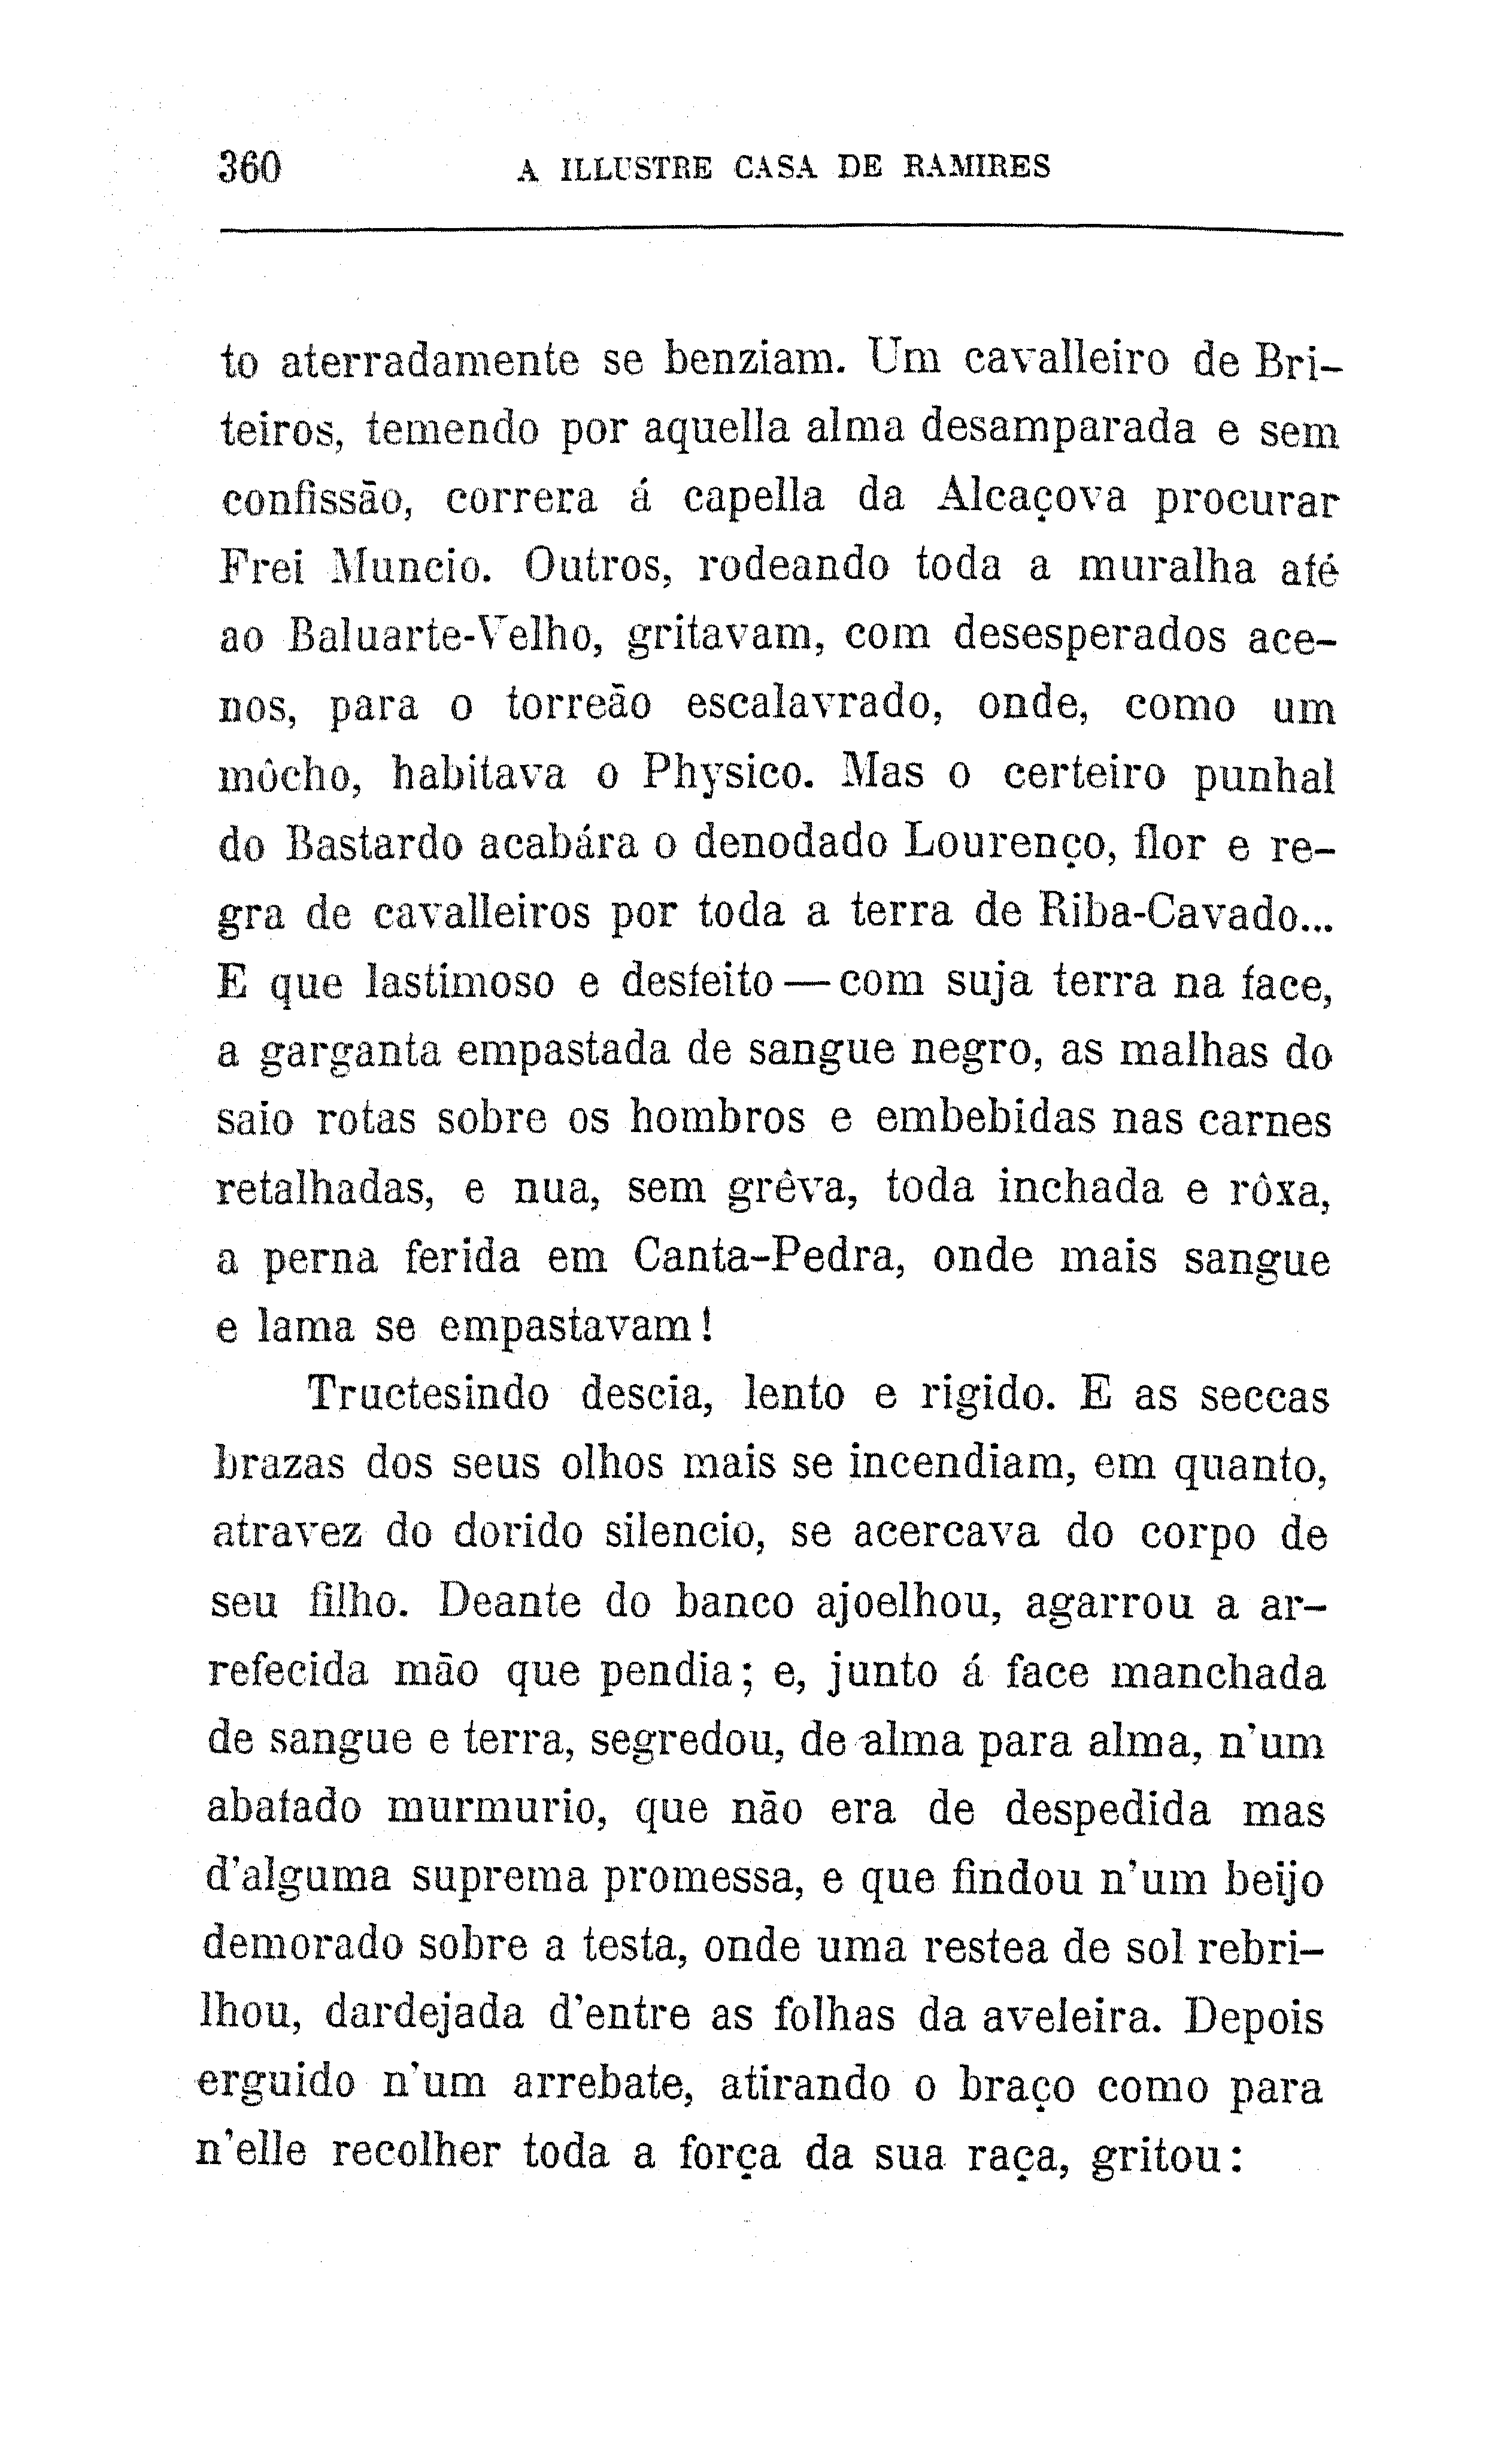 360 A ILLUSTRE CASA DE RAMIRES
to aterradamente se benziam. Um cavalleiro de Bri-
teiros, temendo por aquella alma desamparada e sem
confissão, correra á capella da Alcaçova procurar
Frei Muncio. Outros, rodeando toda a muralha até
ao Baluarte-Velho, gritavam, com desesperados ace-
nos, para o torreão escalavrado, onde, como um
môcho, habitava o Physico. Mas o certeiro punhal
do Bastardo acabára o denodado Lourenço, flor e re-
gra de cavalleiros por toda a terra de Riba-Cavado...
E que lastimoso e desfeito — com suja terra na face,
a garganta empastada de sangue negro, as malhas do
saio rotas sobre os hombros e embebidas nas carnes
retalhadas, e nua, sem grêva, toda inchada e rôxa,
a perna ferida em Canta-Pedra, onde mais sangue
e lama se empastavam!
Tructesindo descia, lento e rigido. E as seccas
brazas dos seus olhos mais se incendiam, em quanto,
atravez do dorido silencio, se acercava do corpo de
seu filho. Deante do banco ajoelhou, agarrou a ar-
refecida mão que pendia; e, junto á face manchada
de sangue e terra, segredou, de alma para alma, n'um
abafado murmurio, que não era de despedida mas
d'alguma suprema promessa, e que findou n'um beijo
demorado sobre a testa, onde uma restea de sol rebri-
lhou, dardejada d'entre as folhas da aveleira. Depois
erguido n'um arrebate, atirando o braço como para
n'elle recolher toda a força da sua raça, gritou: